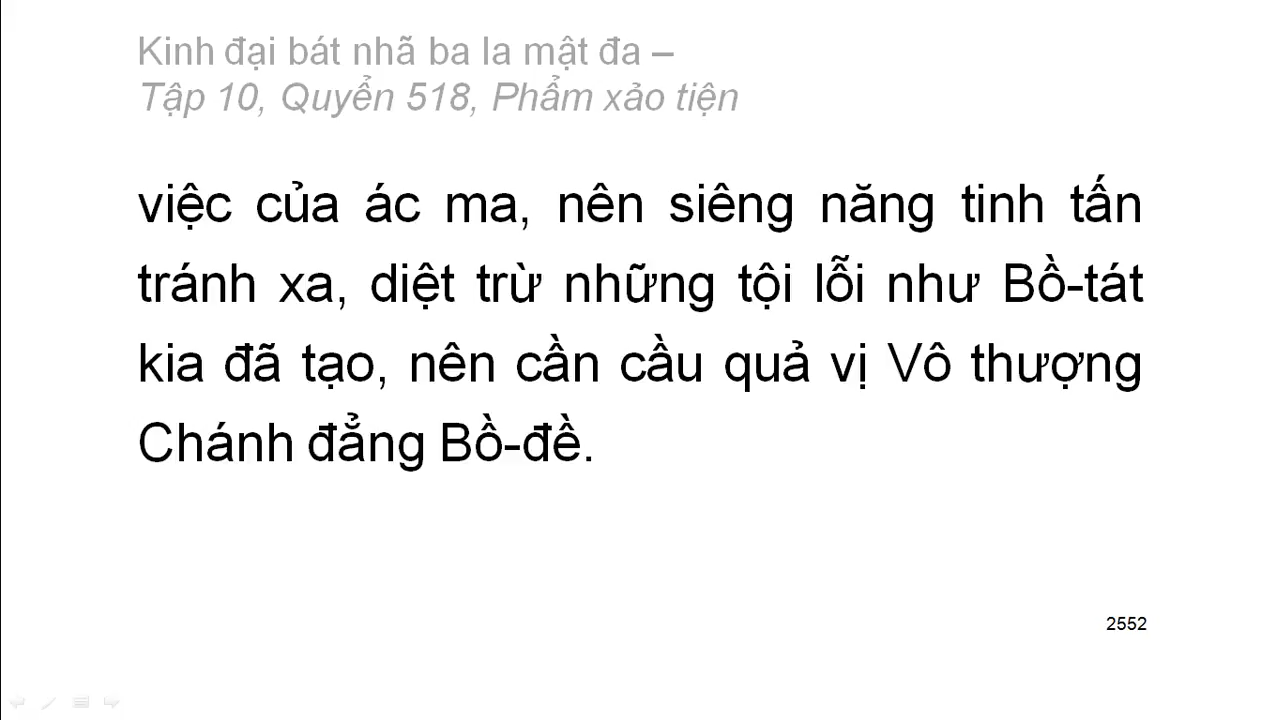 Kinh đại bát nhã ba la mật đa –
Tập 10, Quyển 518, Phẩm xảo tiện
việc của ác ma, nên siêng năng tinh tấn
tránh xa, diệt trừ những tội lỗi như Bồ-tát
kia đã tạo, nên cần cầu quả vị Vô thượng
Chánh đẳng Bồ-đề.
2552